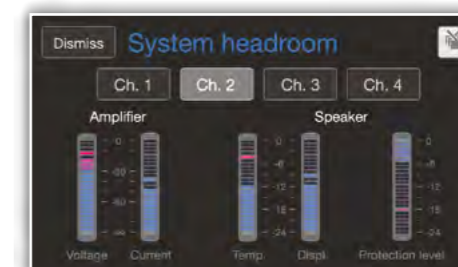 Dismiss
System headroom
Ch. 1
Ch. 2
Ch. 3
Ch. 4
Amplifier
Speaker
0
0
-6
-12
-18
-24
0
-6
-12
-18
-24
Voltage
Current
Temp.
Displ.
Protection level